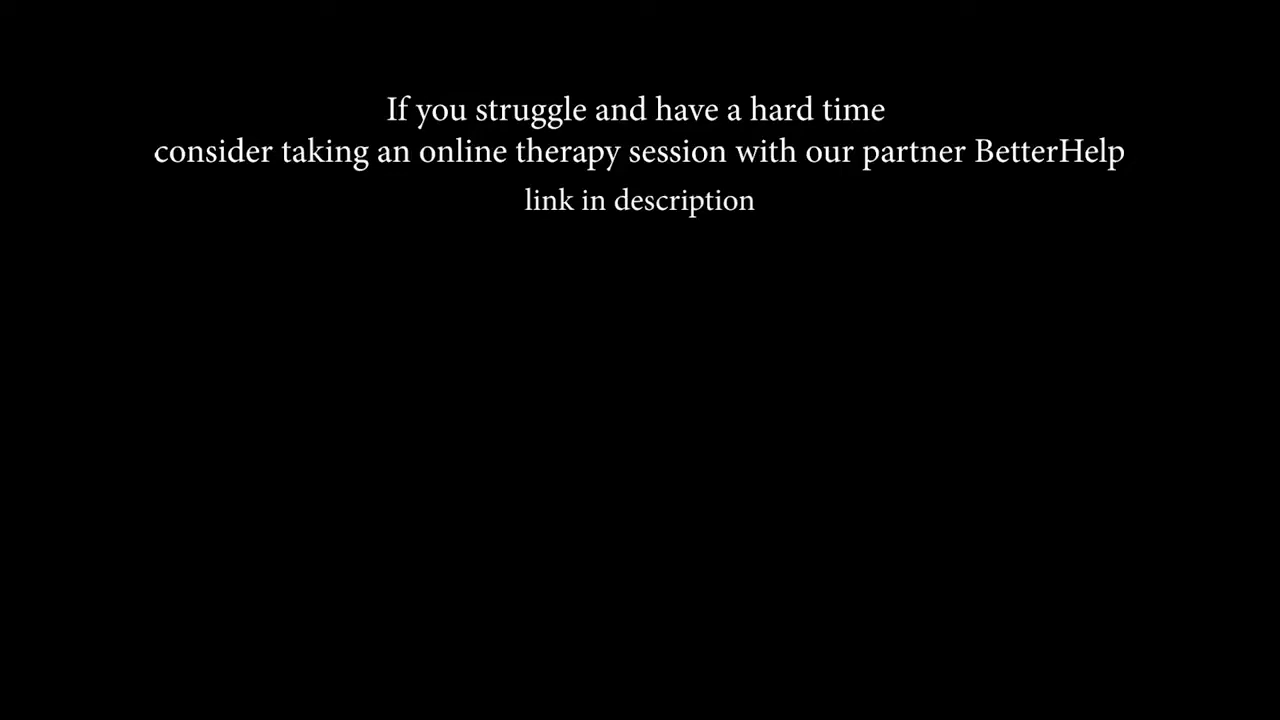 If you struggle and have a hard time
consider taking an online therapy session with our partner BetterHelp
link in description